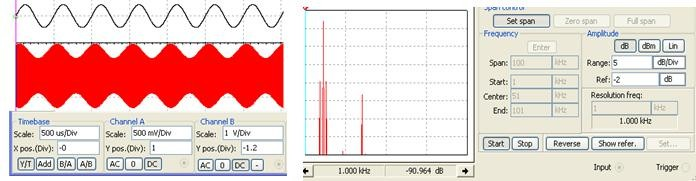 Timebase
Scale: 500 us/Div
X pos.(Div): -0
Y/T Add B/A A/B
Channel A
Scale: 500 mV/Div
Y pos.(Div): 1
AC 0 DC
Channel B
Scale: 1 V/Div
Y pos.(Div): -1.2
AC 0 DC -
1.000 kHz -90.964 dB
Span control
Set span Zero span Full span
Frequency
Enter
Span: 100 kHz
Start: 1 kHz
Center: 51 kHz
End: 101 kHz
Amplitude
dB dBm Lin
Range: 5 dB/Div
Ref: -2 dB
Resolution freq:
1 kHz
1.000 kHz
Start Stop Reverse Show refer. Set...
Input Trigger